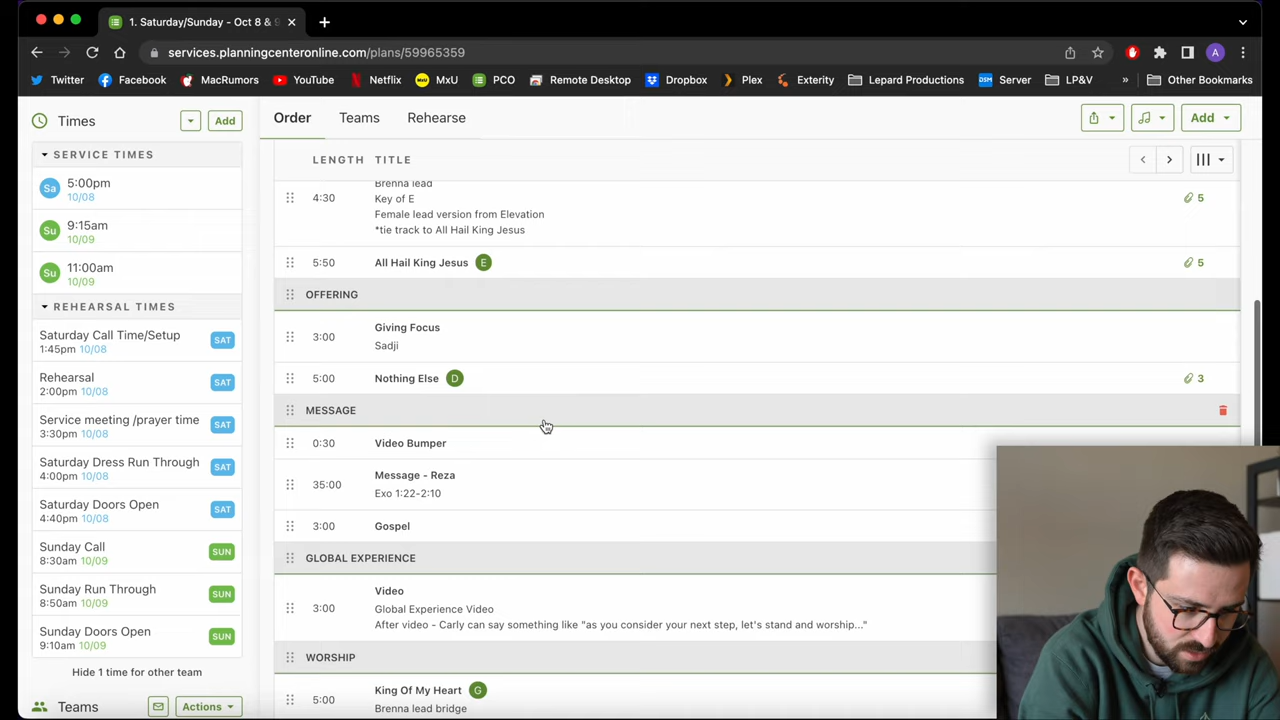 1. Saturday/Sunday - Oct 8 & 9
services.planningcenteronline.com/plans/59965359
A
Twitter Facebook MacRumors YouTube Netflix MxU PCO Remote Desktop Dropbox Plex Exterity Lepard Productions Server LP&V » Other Bookmarks
Times Add
SERVICE TIMES
Sa 5:00pm
10/08
Su 9:15am
10/09
Su 11:00am
10/09
REHEARSAL TIMES
Saturday Call Time/Setup
1:45pm 10/08 SAT
Rehearsal
2:00pm 10/08 SAT
Service meeting /prayer time
3:30pm 10/08 SAT
Saturday Dress Run Through
4:00pm 10/08 SAT
Saturday Doors Open
4:40pm 10/08 SAT
Sunday Call
8:30am 10/09 SUN
Sunday Run Through
8:50am 10/09 SUN
Sunday Doors Open
9:10am 10/09 SUN
Hide 1 time for other team
Teams Actions
Order Teams Rehearse Add
LENGTH TITLE
Brenna lead
4:30 Key of E 5
Female lead version from Elevation
*tie track to All Hail King Jesus
5:50 All Hail King Jesus E 5
OFFERING
3:00 Giving Focus
Sadji
5:00 Nothing Else D 3
MESSAGE
0:30 Video Bumper
35:00 Message - Reza
Exo 1:22-2:10
3:00 Gospel
GLOBAL EXPERIENCE
Video
3:00 Global Experience Video
After video - Carly can say something like "as you consider your next step, let's stand and worship..."
WORSHIP
5:00 King Of My Heart G
Brenna lead bridge